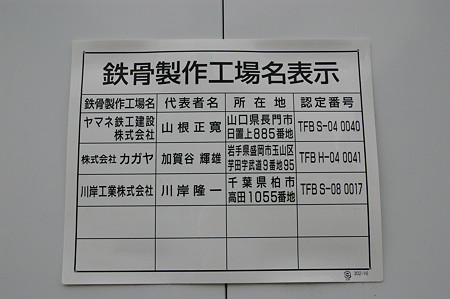 鉄骨製作工場名表示
鉄骨製作工場名 代表者名 所在地 認定番号
ヤマネ鉄工建設
株式会社
山根正寛
山口県長門市
日置上885番地
TFB S-04 0040
株式会社 カガヤ
加賀谷 輝雄
岩手県盛岡市玉山区
芋田字武道9番地95
TFB H-04 0041
川岸工業株式会社
川岸隆一
千葉県柏市
高田1055番地
TFB S-08 0017